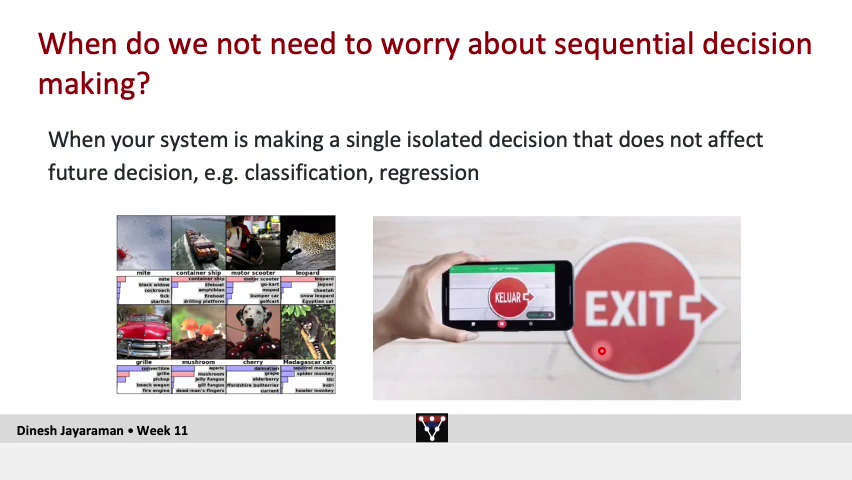 When do we not need to worry about sequential decision
making?
When your system is making a single isolated decision that does not affect
future decision, e.g. classification, regression
mite
container ship
motor scooter
leopard
mite
black widow
cockroach
tick
starfish
container ship
lifeboat
amphibian
fireboat
drilling platform
motor scooter
go-kart
moped
bumper car
golfcart
leopard
jaguar
cheetah
snow leopard
Egyptian cat
grille
mushroom
cherry
Madagascar cat
convertible
grille
pickup
beach wagon
fire engine
agaric
mushroom
jelly fungus
gill fungus
dead-man's-fingers
dalmatian
grape
elderberry
ffordshire bullterrier
currant
squirrel monkey
spider monkey
titi
indri
howler monkey
KELUAR
EXIT
Dinesh Jayaraman • Week 11